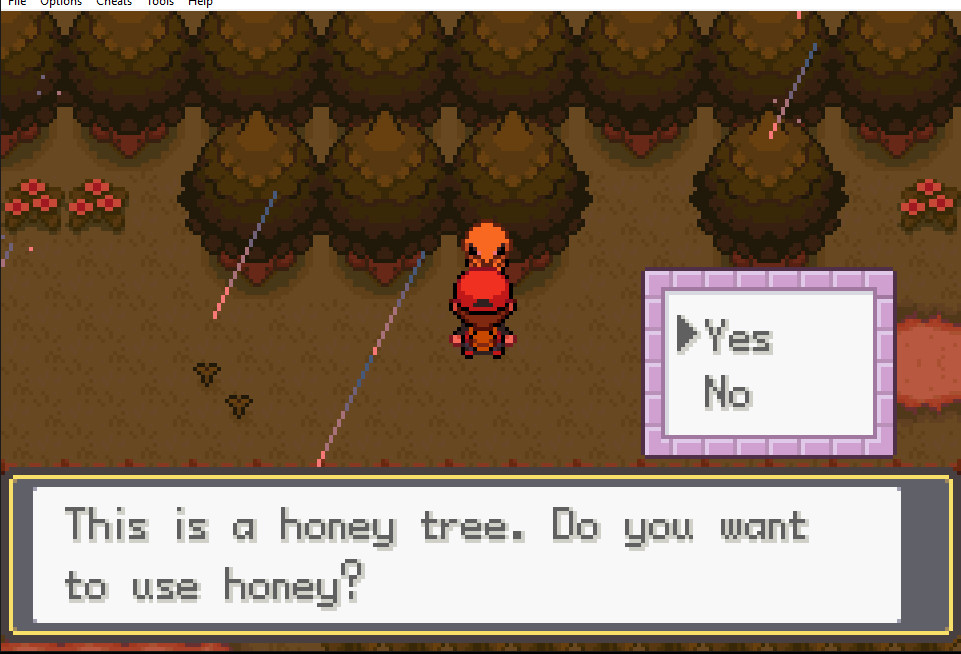 File Options Cheats Tools Help
Yes
No
This is a honey tree. Do you want
to use honey?